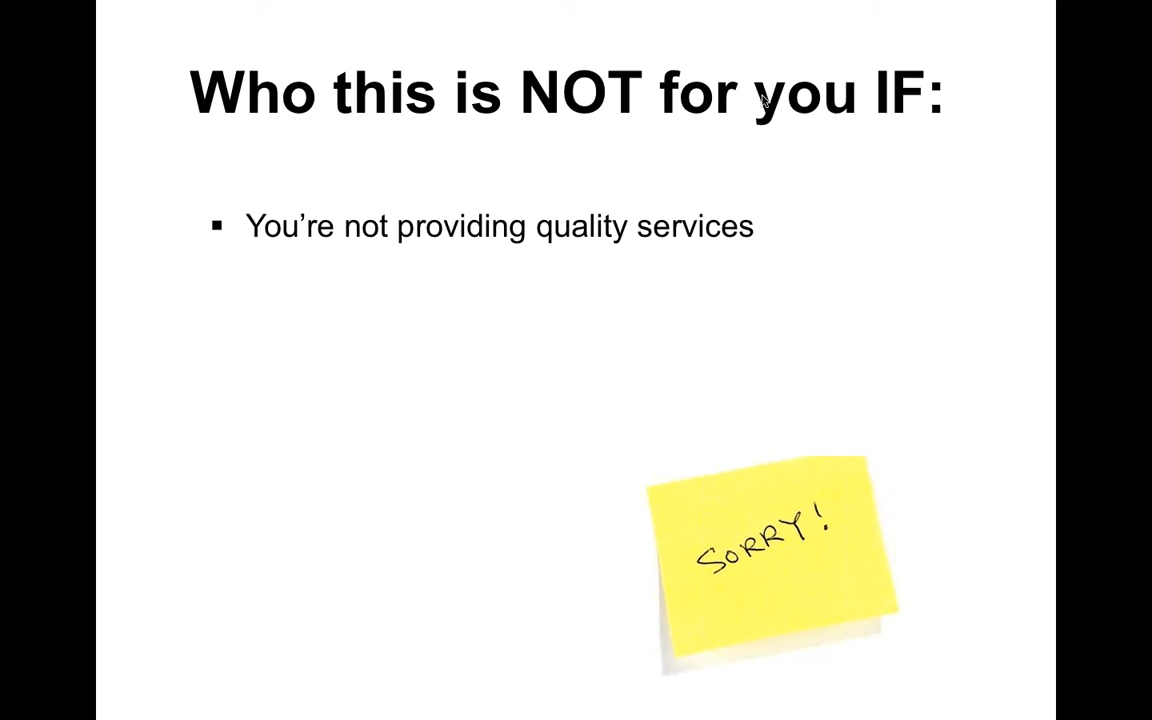 Who this is NOT for you IF:
▪ You’re not providing quality services
SORRY!